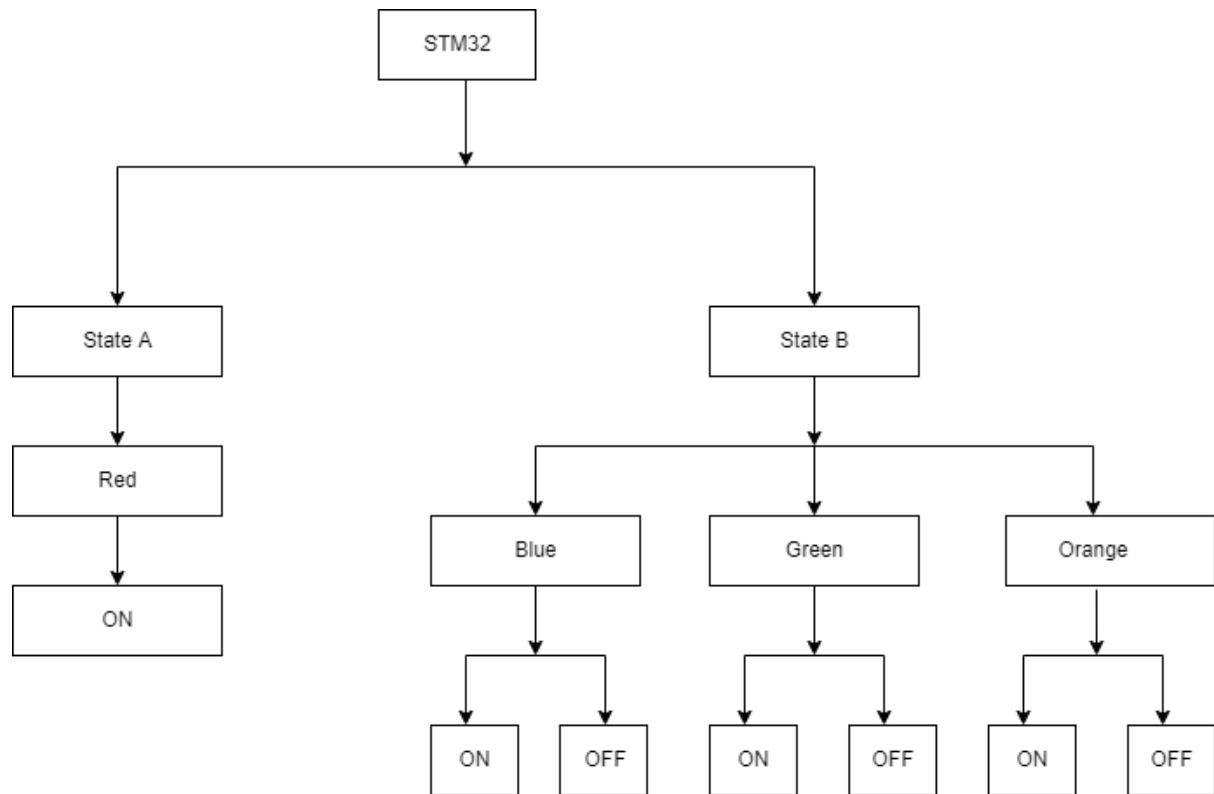 STM32
State A
State B
Red
Blue
Green
Orange
ON
ON
OFF
ON
OFF
ON
OFF